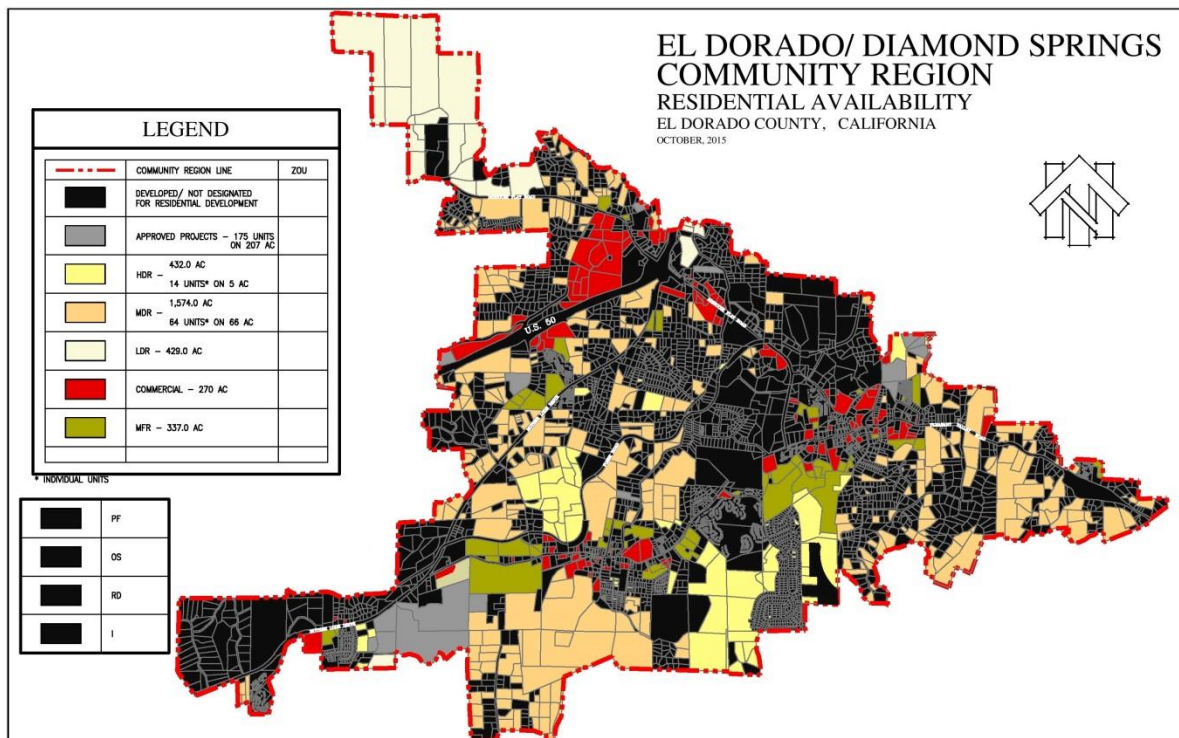 EL DORADO/ DIAMOND SPRINGS
COMMUNITY REGION
RESIDENTIAL AVAILABILITY
EL DORADO COUNTY, CALIFORNIA
OCTOBER, 2015
LEGEND
COMMUNITY REGION LINE ZOU
DEVELOPED/ NOT DESIGNATED
FOR RESIDENTIAL DEVELOPMENT
APPROVED PROJECTS – 175 UNITS
ON 207 AC
432.0 AC
HDR –
14 UNITS* ON 5 AC
1,574.0 AC
MDR –
64 UNITS* ON 66 AC
LDR – 429.0 AC
COMMERCIAL – 270 AC
MFR – 337.0 AC
* INDIVIDUAL UNITS
PF
OS
RD
I
U.S. 50